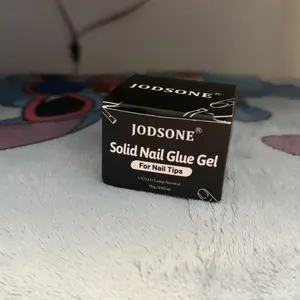 JODSONE®
JODSONE®
Solid Nail Glue Gel
For Nail Tips